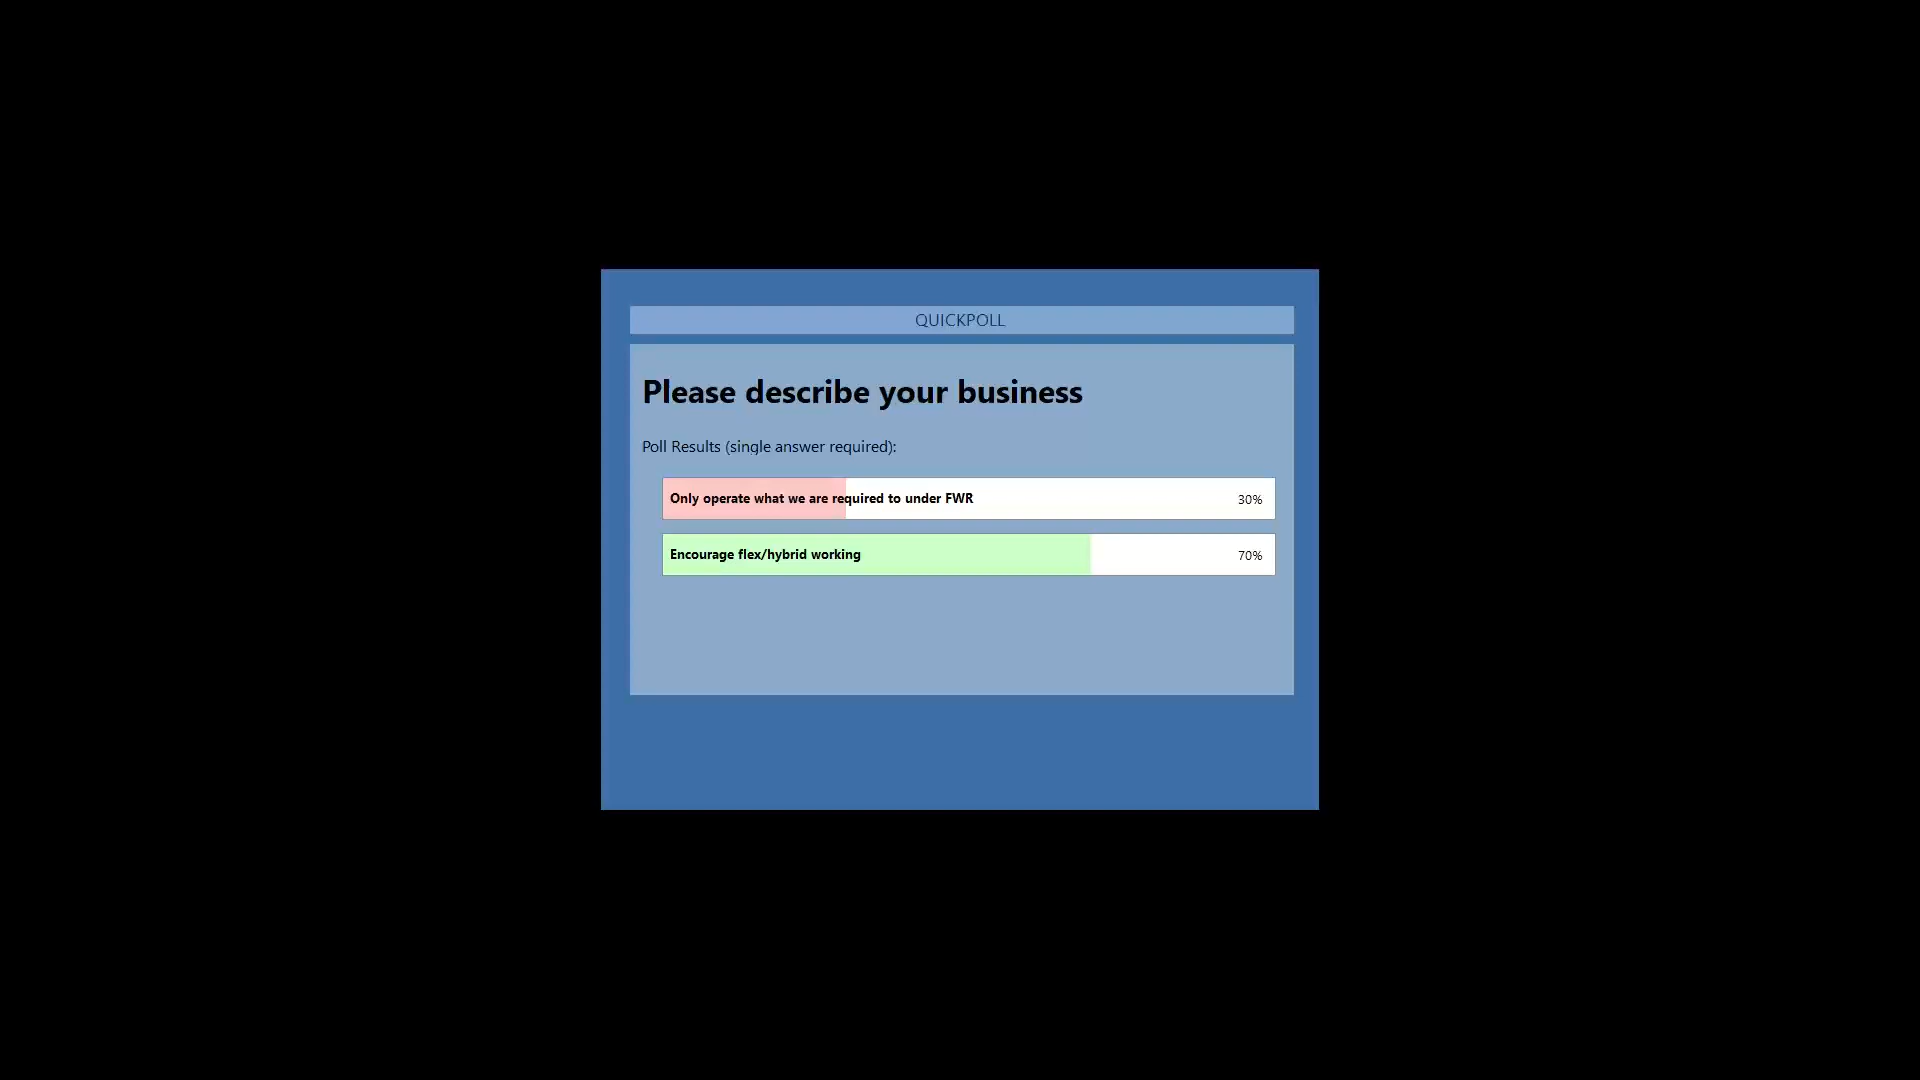 QUICKPOLL
Please describe your business
Poll Results (single answer required):
Only operate what we are required to under FWR 30%
Encourage flex/hybrid working 70%